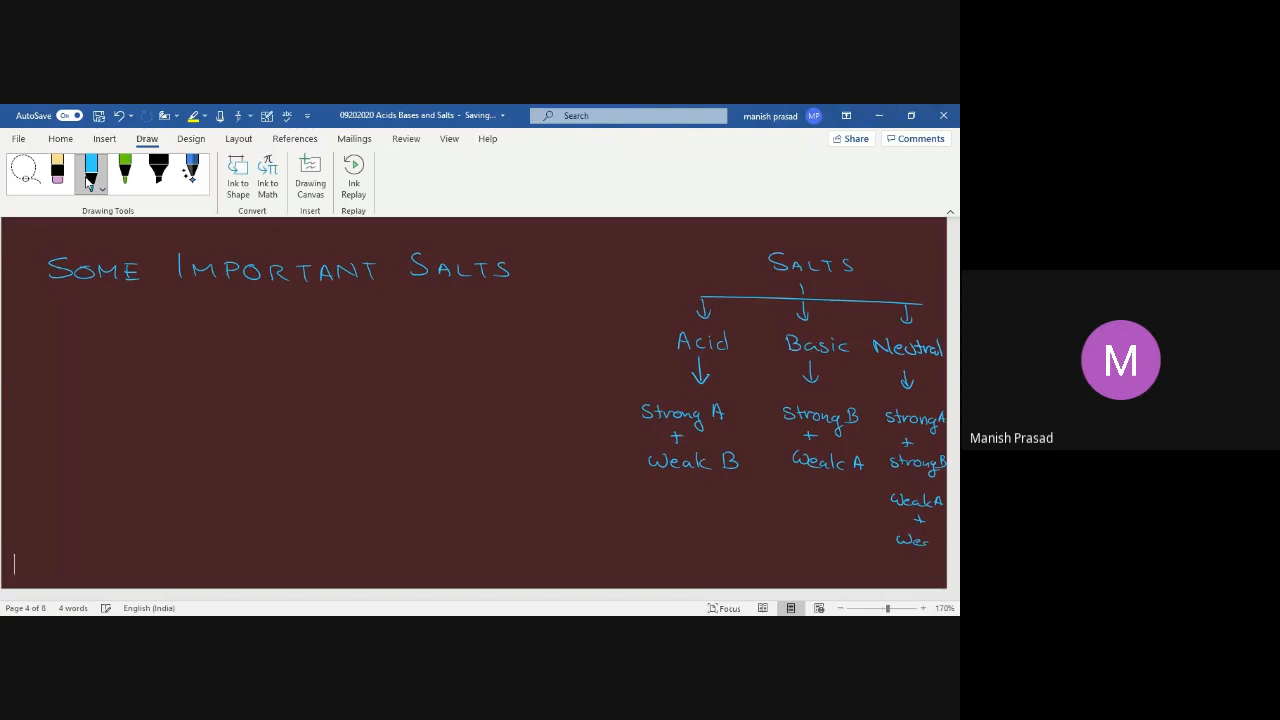 AutoSave On 09202020 Acids Bases and Salts - Saving... Search manish prasad MP
File Home Insert Draw Design Layout References Mailings Review View Help Share Comments
Ink to Shape
Ink to Math
Drawing Canvas
Ink Replay
Drawing Tools Convert Insert Replay
SOME IMPORTANT SALTS
SALTS
Acid Basic Neutral
Strong A
+
Weak B
Strong B
+
Weak A
Strong A
+
Strong B
Weak A
+
Wea
M
Manish Prasad
Page 4 of 8 4 words English (India) Focus 170%